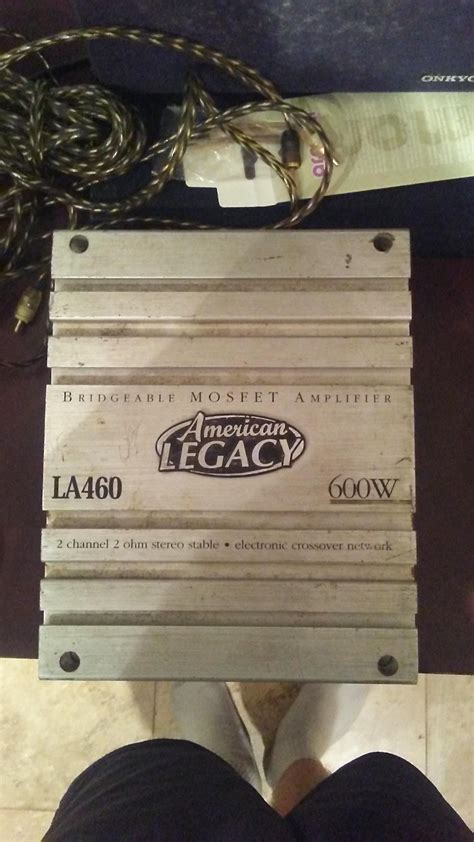 ONKYO
BRIDGEABLE MOSFET AMPLIFIER
American
LEGACY
LA460
600W
2 channel 2 ohm stereo stable • electronic crossover network